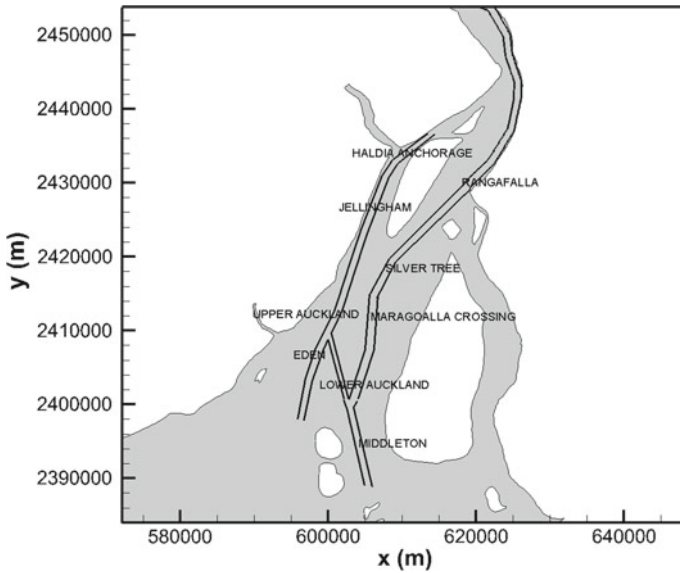 2450000
2440000
HALDIA ANCHORAGE
2430000
RANGAFALLA
JELLINGHAM
2420000
y (m)
SILVER TREE
UPPER AUCKLAND
MARAGOALLA CROSSING
2410000
EDEN
LOWER AUCKLAND
2400000
MIDDLETON
2390000
580000 600000 620000 640000
x (m)